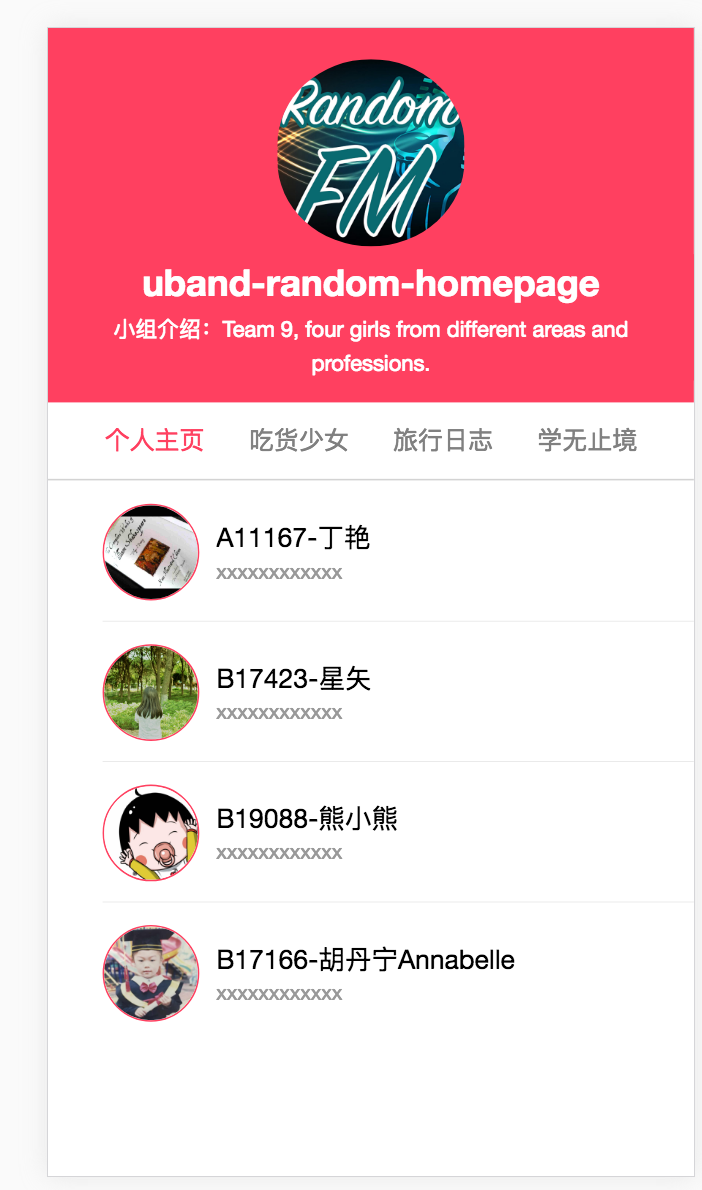 Random
FM
uband-random-homepage
小组介绍：Team 9, four girls from different areas and
professions.
个人主页 吃货少女 旅行日志 学无止境
A11167-丁艳
xxxxxxxxxxxx
B17423-星矢
xxxxxxxxxxxx
B19088-熊小熊
xxxxxxxxxxxx
B17166-胡丹宁Annabelle
xxxxxxxxxxxx